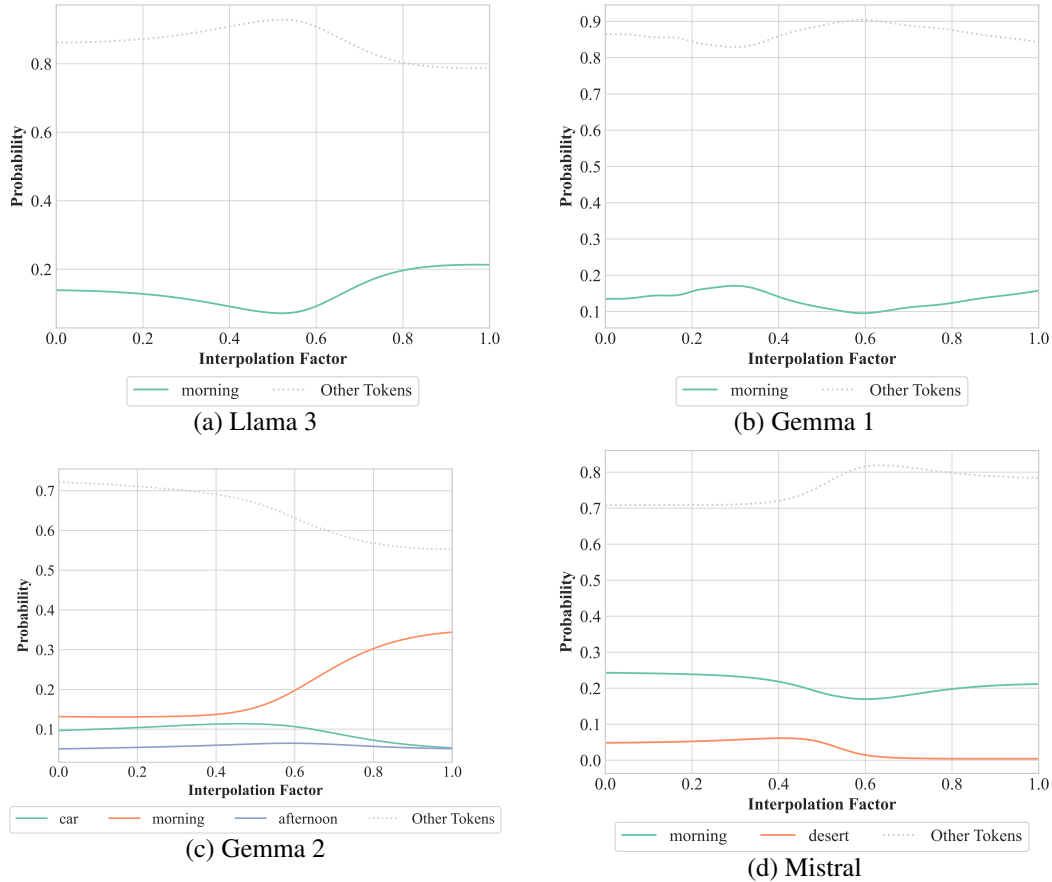 0.8
0.6
0.4
0.2
Probability
0.0 0.2 0.4 0.6 0.8 1.0
Interpolation Factor
morning Other Tokens
(a) Llama 3
0.9
0.8
0.7
0.6
0.5
0.4
0.3
0.2
0.1
Probability
0.0 0.2 0.4 0.6 0.8 1.0
Interpolation Factor
morning Other Tokens
(b) Gemma 1
0.7
0.6
0.5
0.4
0.3
0.2
0.1
Probability
0.0 0.2 0.4 0.6 0.8 1.0
Interpolation Factor
car morning afternoon Other Tokens
(c) Gemma 2
0.8
0.7
0.6
0.5
0.4
0.3
0.2
0.1
0.0
Probability
0.0 0.2 0.4 0.6 0.8 1.0
Interpolation Factor
morning desert Other Tokens
(d) Mistral